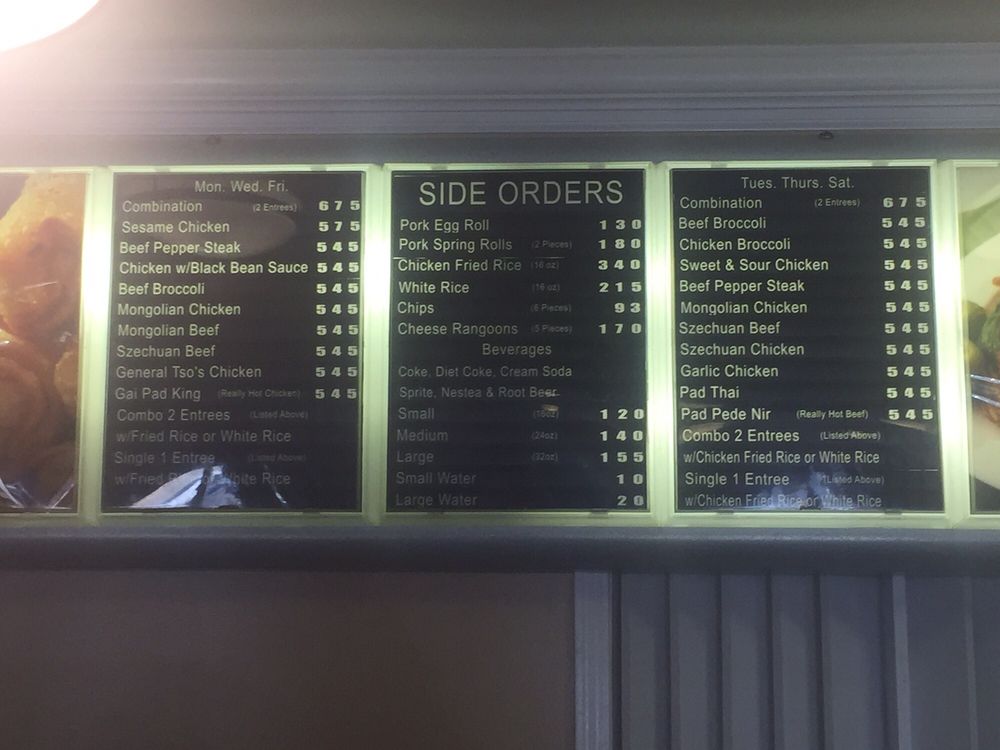 Mon. Wed. Fri.
Combination (2 Entrees) 6 7 5
Sesame Chicken 5 7 5
Beef Pepper Steak 5 4 5
Chicken w/Black Bean Sauce 5 4 5
Beef Broccoli 5 4 5
Mongolian Chicken 5 4 5
Mongolian Beef 5 4 5
Szechuan Beef 5 4 5
General Tso's Chicken 5 4 5
Gai Pad King (Really Hot Chicken) 5 4 5
Combo 2 Entrees (Listed Above)
w/Fried Rice or White Rice
Single 1 Entree (Listed Above)
w/Fried Rice or White Rice
SIDE ORDERS
Pork Egg Roll 1 3 0
Pork Spring Rolls (2 Pieces) 1 8 0
Chicken Fried Rice (16 oz) 3 4 0
White Rice (16 oz) 2 1 5
Chips (6 Pieces) 9 3
Cheese Rangoons (5 Pieces) 1 7 0
Beverages
Coke, Diet Coke, Cream Soda
Sprite, Nestea & Root Beer
Small (16oz) 1 2 0
Medium (24oz) 1 4 0
Large (32oz) 1 5 5
Small Water 1 0
Large Water 2 0
Tues. Thurs. Sat.
Combination (2 Entrees) 6 7 5
Beef Broccoli 5 4 5
Chicken Broccoli 5 4 5
Sweet & Sour Chicken 5 4 5
Beef Pepper Steak 5 4 5
Mongolian Chicken 5 4 5
Szechuan Beef 5 4 5
Szechuan Chicken 5 4 5
Garlic Chicken 5 4 5
Pad Thai 5 4 5
Pad Pede Nir (Really Hot Beef) 5 4 5
Combo 2 Entrees (Listed Above)
w/Chicken Fried Rice or White Rice
Single 1 Entree (1Listed Above)
w/Chicken Fried Rice or White Rice